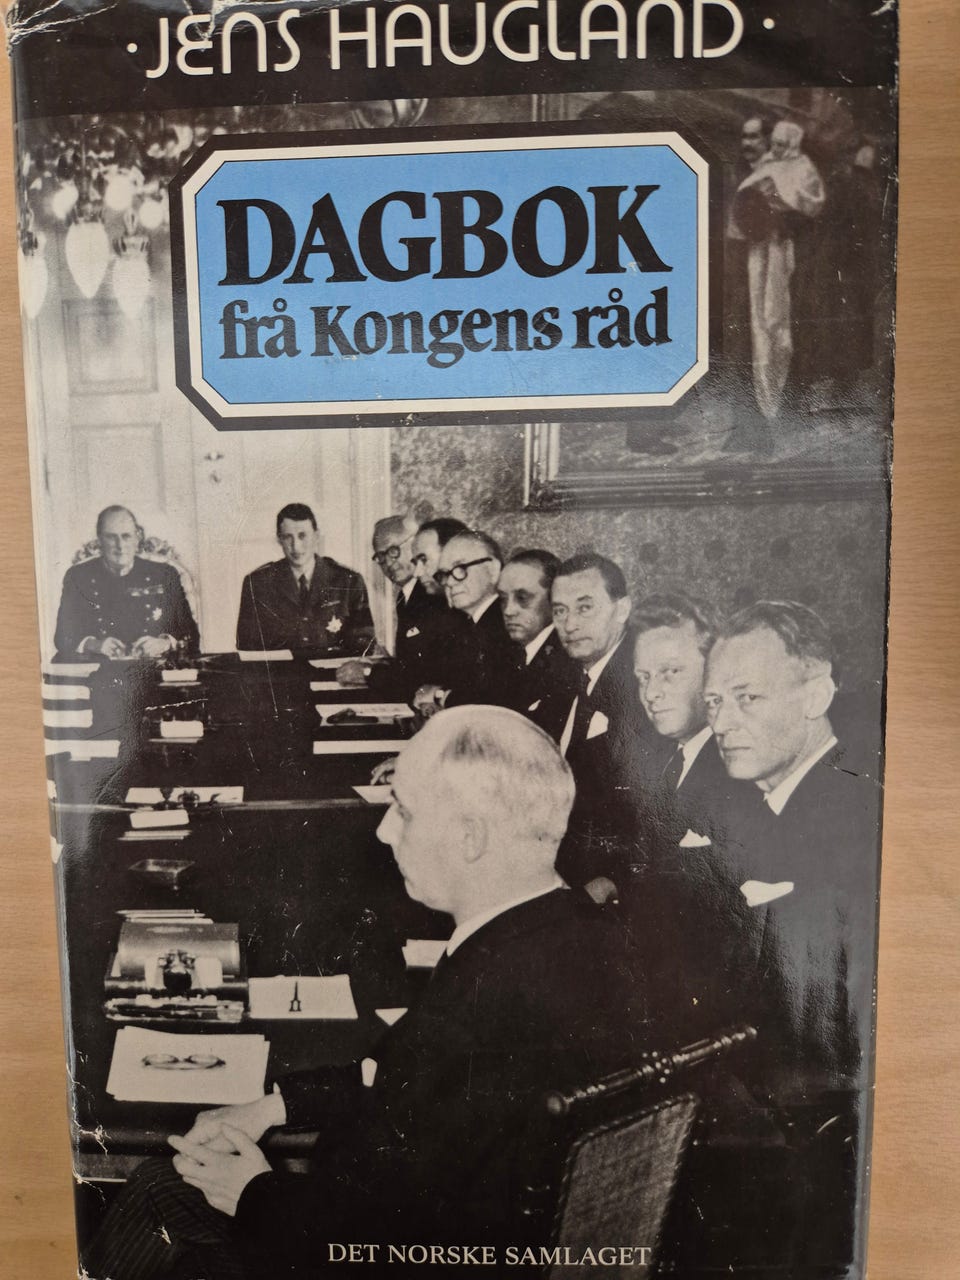 · JENS HAUGLAND ·
DAGBOK
frå Kongens råd
DET NORSKE SAMLAGET